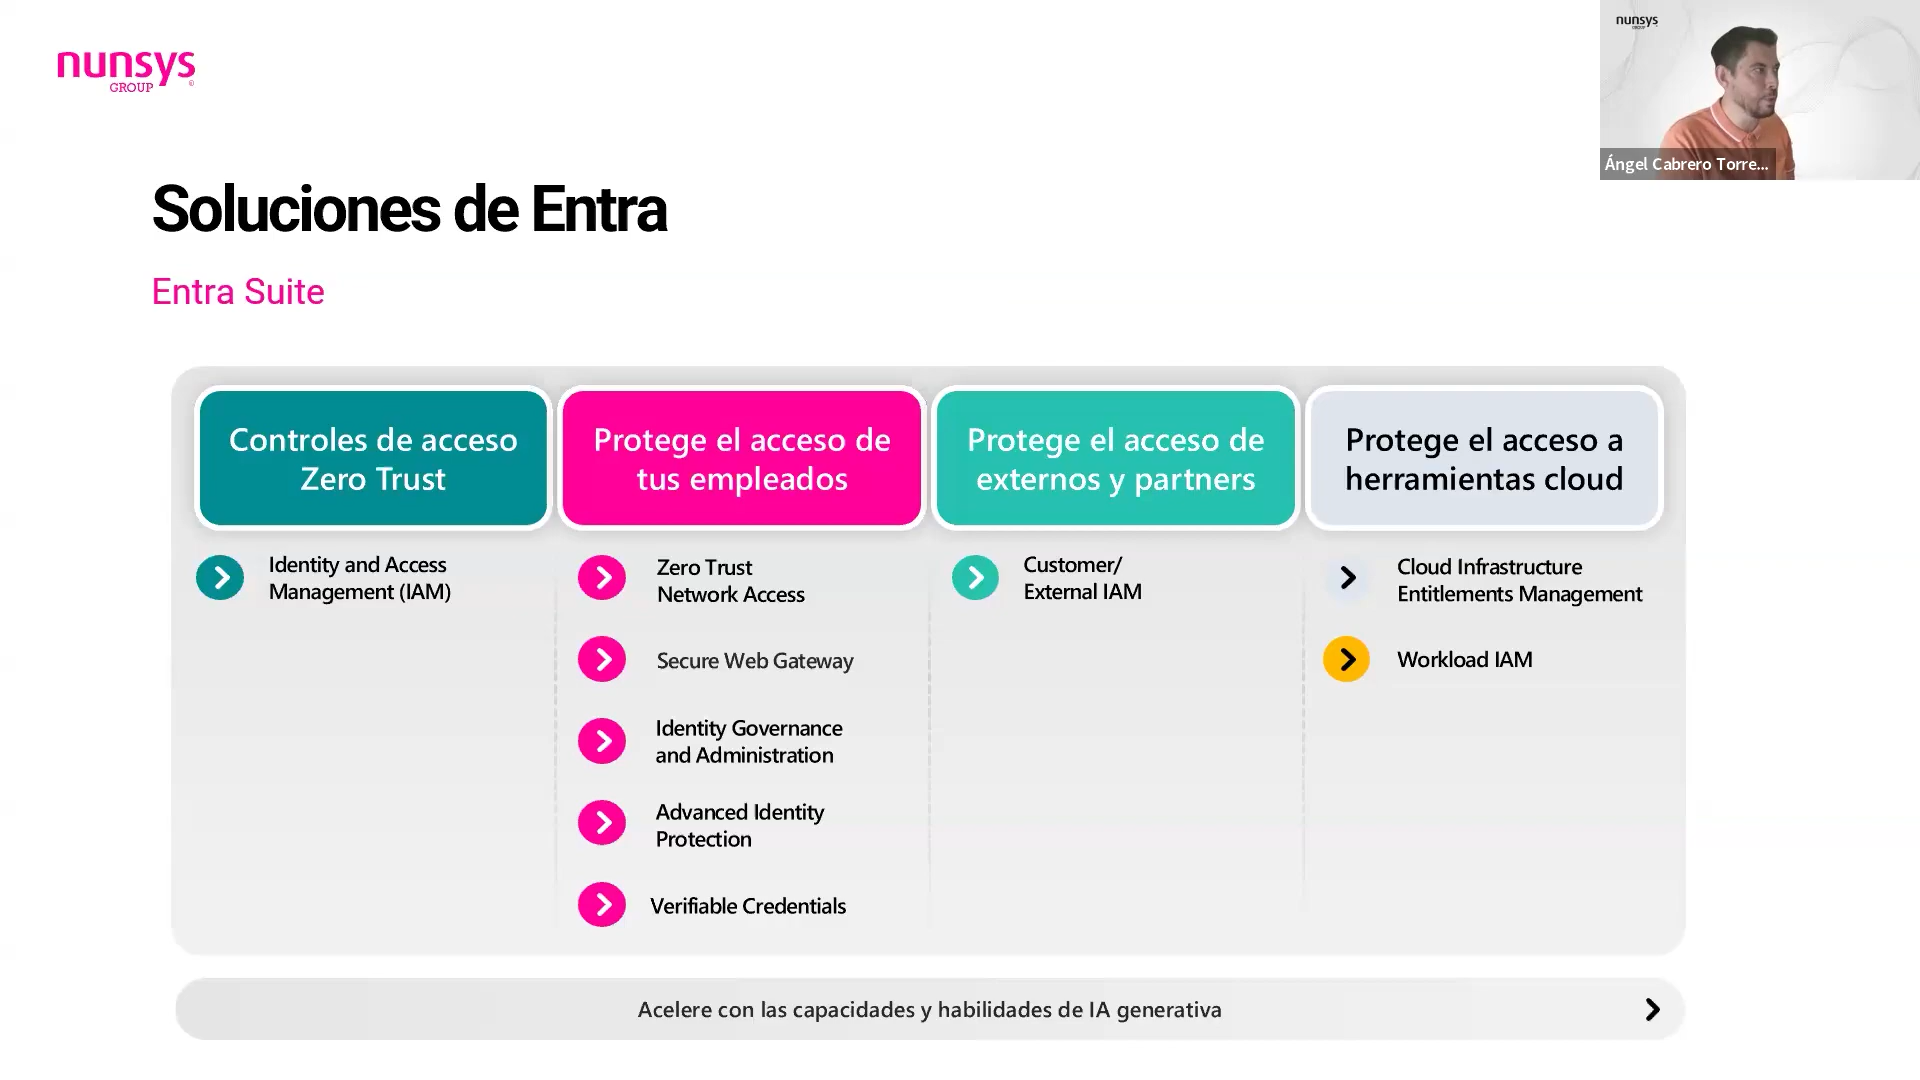 nunsys
GROUP
nunsys
GROUP
Ángel Cabrero Torre...
Soluciones de Entra
Entra Suite
Controles de acceso
Zero Trust
Protege el acceso de
tus empleados
Protege el acceso de
externos y partners
Protege el acceso a
herramientas cloud
Identity and Access
Management (IAM)
Zero Trust
Network Access
Secure Web Gateway
Identity Governance
and Administration
Advanced Identity
Protection
Verifiable Credentials
Customer/
External IAM
Cloud Infrastructure
Entitlements Management
Workload IAM
Acelere con las capacidades y habilidades de IA generativa